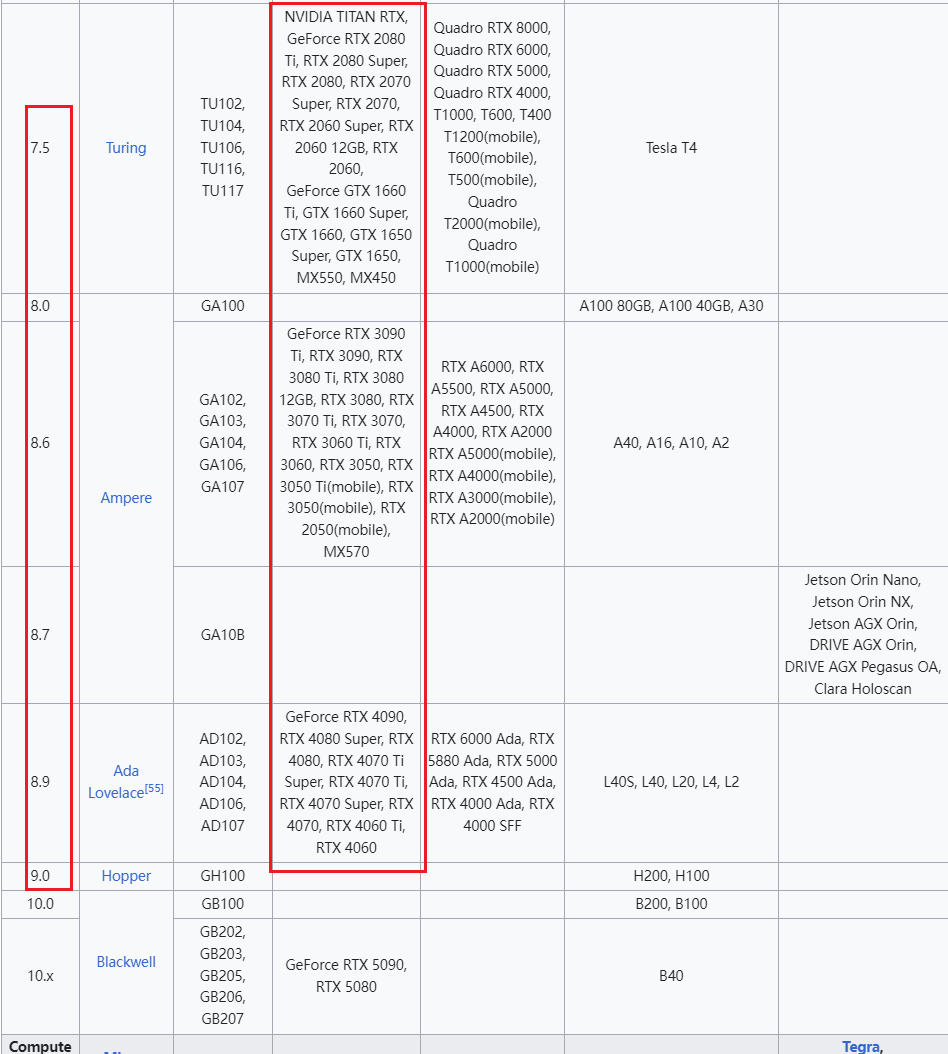 7.5
Turing
TU102,
TU104,
TU106,
TU116,
TU117
NVIDIA TITAN RTX,
GeForce RTX 2080
Ti, RTX 2080 Super,
RTX 2080, RTX 2070
Super, RTX 2070,
RTX 2060 Super, RTX
2060 12GB, RTX
2060,
GeForce GTX 1660
Ti, GTX 1660 Super,
GTX 1660, GTX 1650
Super, GTX 1650,
MX550, MX450
Quadro RTX 8000,
Quadro RTX 6000,
Quadro RTX 5000,
Quadro RTX 4000,
T1000, T600, T400
T1200(mobile),
T600(mobile),
T500(mobile),
Quadro
T2000(mobile),
Quadro
T1000(mobile)
Tesla T4
8.0
Ampere
GA100
A100 80GB, A100 40GB, A30
8.6
GA102,
GA103,
GA104,
GA106,
GA107
GeForce RTX 3090
Ti, RTX 3090, RTX
3080 Ti, RTX 3080
12GB, RTX 3080, RTX
3070 Ti, RTX 3070,
RTX 3060 Ti, RTX
3060, RTX 3050, RTX
3050 Ti(mobile), RTX
3050(mobile), RTX
2050(mobile),
MX570
RTX A6000, RTX
A5500, RTX A5000,
RTX A4500, RTX
A4000, RTX A2000
RTX A5000(mobile),
RTX A4000(mobile),
RTX A3000(mobile),
RTX A2000(mobile)
A40, A16, A10, A2
8.7
GA10B
Jetson Orin Nano,
Jetson Orin NX,
Jetson AGX Orin,
DRIVE AGX Orin,
DRIVE AGX Pegasus OA,
Clara Holoscan
8.9
Ada
Lovelace[55]
AD102,
AD103,
AD104,
AD106,
AD107
GeForce RTX 4090,
RTX 4080 Super, RTX
4080, RTX 4070 Ti
Super, RTX 4070 Ti,
RTX 4070 Super, RTX
4070, RTX 4060 Ti,
RTX 4060
RTX 6000 Ada, RTX
5880 Ada, RTX 5000
Ada, RTX 4500 Ada,
RTX 4000 Ada, RTX
4000 SFF
L40S, L40, L20, L4, L2
9.0
Hopper
GH100
H200, H100
10.0
Blackwell
GB100
B200, B100
10.x
GB202,
GB203,
GB205,
GB206,
GB207
GeForce RTX 5090,
RTX 5080
B40
Compute
Tegra,